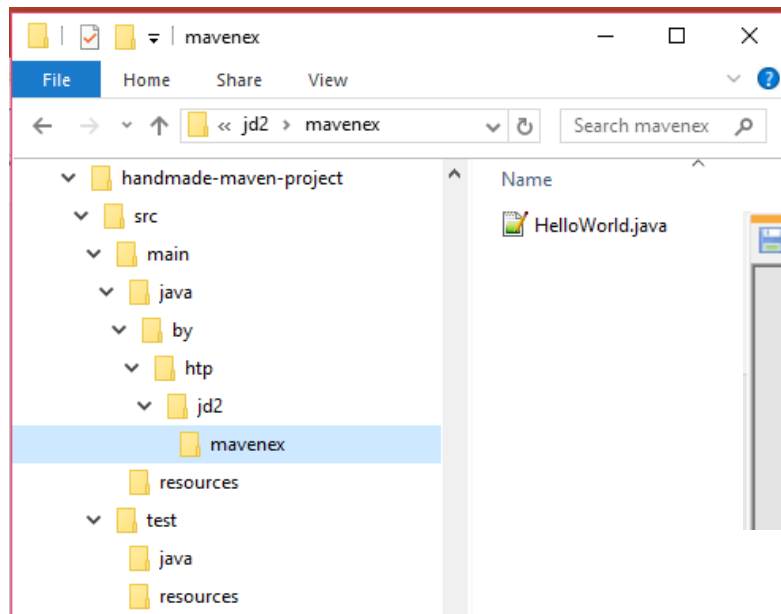 mavenex
File Home Share View
« jd2 > mavenex Search mavenex
handmade-maven-project
src
main
java
by
htp
jd2
mavenex
resources
test
java
resources
Name
HelloWorld.java